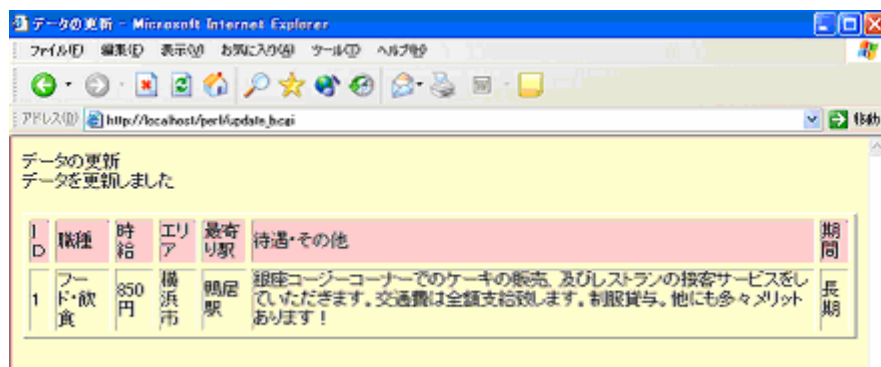 データの更新 - Microsoft Internet Explorer
ファイル(F) 編集(E) 表示(V) お気に入り(A) ツール(T) ヘルプ(H)
アドレス(D) http://localhost/perl/update_b.cgi 移動
データの更新
データを更新しました
ID 職種 時給 エリア 最寄り駅 待遇・その他 期間
1 フード・飲食 850円 横浜市 鴨居駅 銀座コージーコーナーでのケーキの販売、及びレストランの接客サービスをし
ていただきます。交通費は全額支給致します。制服貸与。他にも多々メリット
あります！ 長期